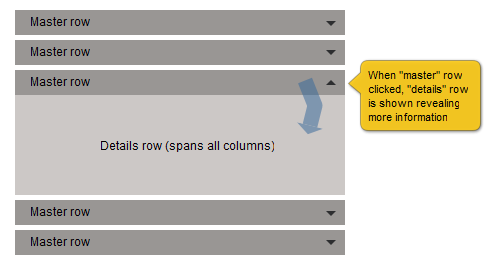 Master row
Master row
Master row
When "master" row
clicked, "details" row
is shown revealing
more information
Details row (spans all columns)
Master row
Master row